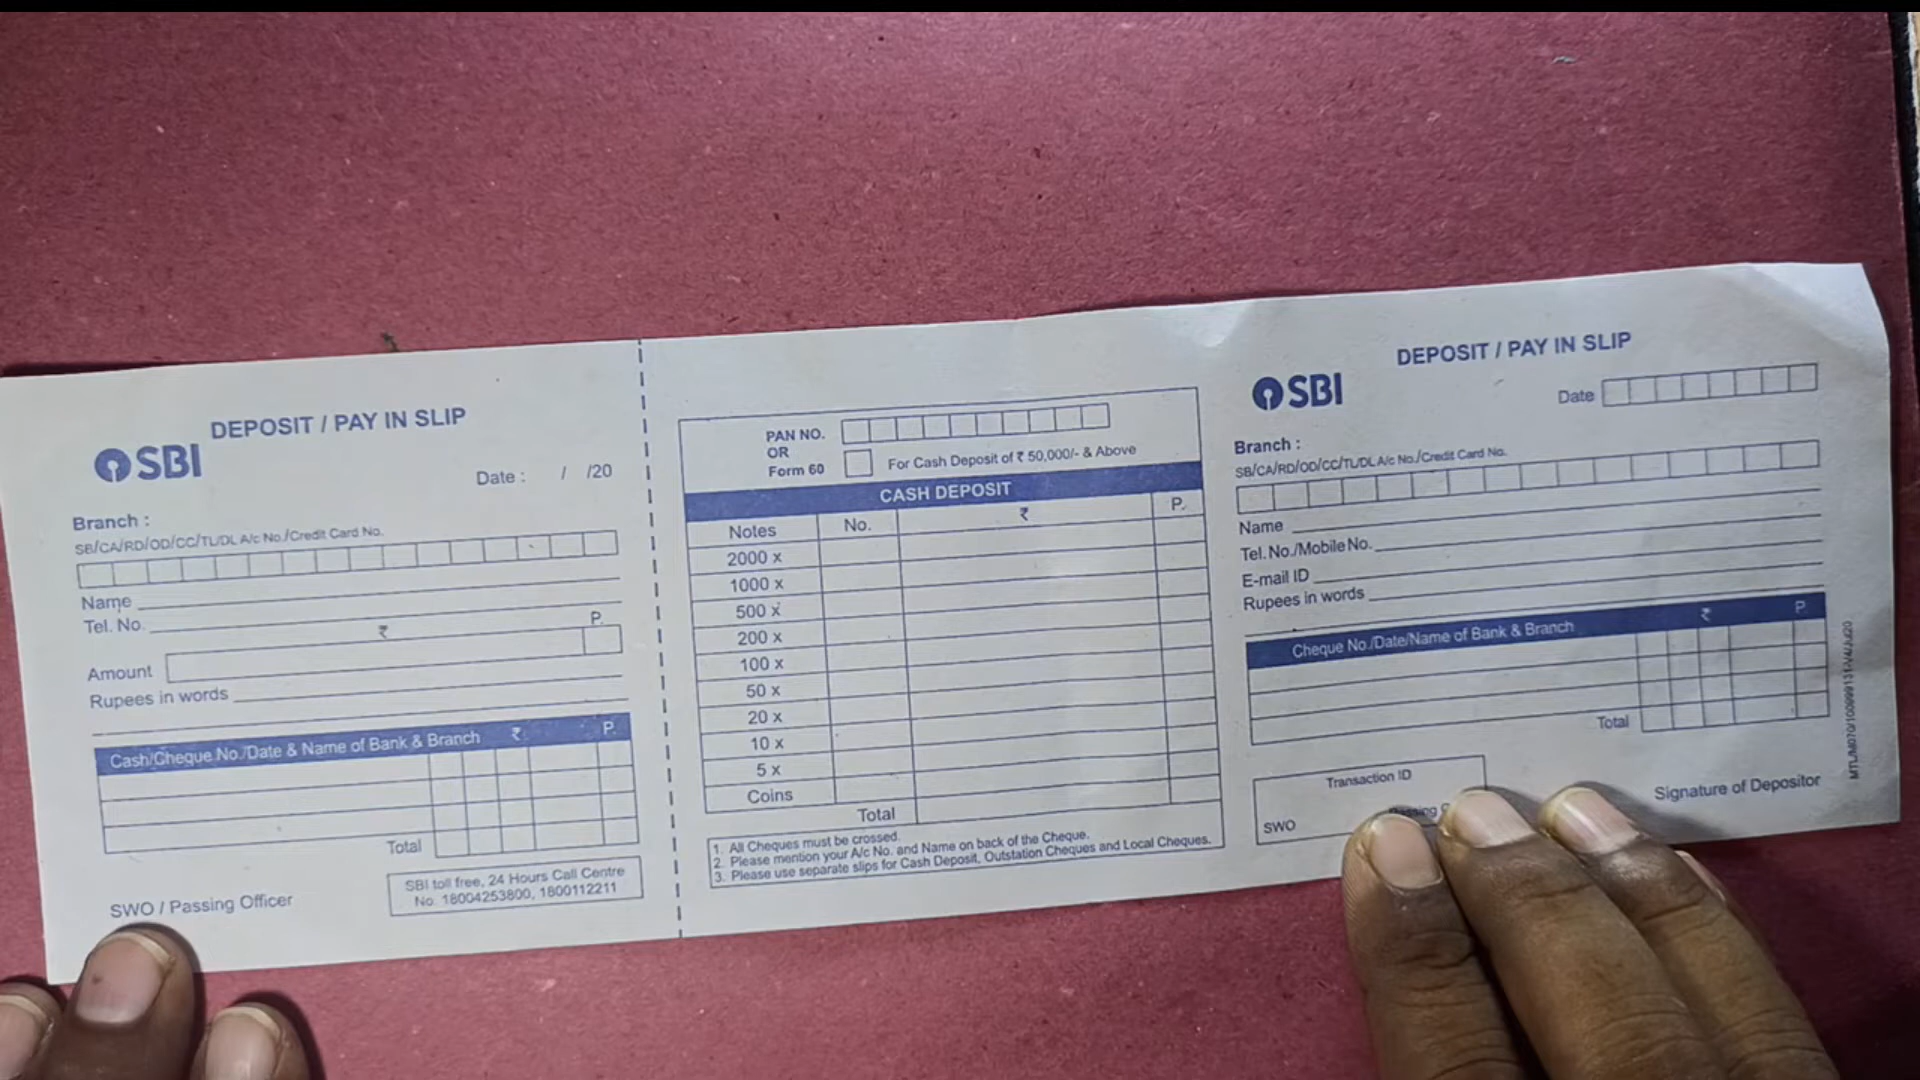 DEPOSIT / PAY IN SLIP
SBI
Date : / /20
Branch :
SB/CA/RD/OD/CC/TL/DL A/c No./Credit Card No.
Name
Tel. No.
₹ P.
Amount
Rupees in words
Cash/Cheque No./Date & Name of Bank & Branch ₹ P.
Total
SWO / Passing Officer
SBI toll free, 24 Hours Call Centre
No. 18004253800, 1800112211
PAN NO.
OR
Form 60 For Cash Deposit of ₹ 50,000/- & Above
CASH DEPOSIT
Notes No. ₹ P.
2000 x
1000 x
500 x
200 x
100 x
50 x
20 x
10 x
5 x
Coins
Total
1. All Cheques must be crossed.
2. Please mention your A/c No. and Name on back of the Cheque.
3. Please use separate slips for Cash Deposit, Outstation Cheques and Local Cheques.
DEPOSIT / PAY IN SLIP
SBI
Date
Branch :
SB/CA/RD/OD/CC/TL/DL A/c No./Credit Card No.
Name
Tel. No./Mobile No.
E-mail ID
Rupees in words
Cheque No./Date/Name of Bank & Branch ₹ P.
Total
Transaction ID
SWO Passing
Signature of Depositor